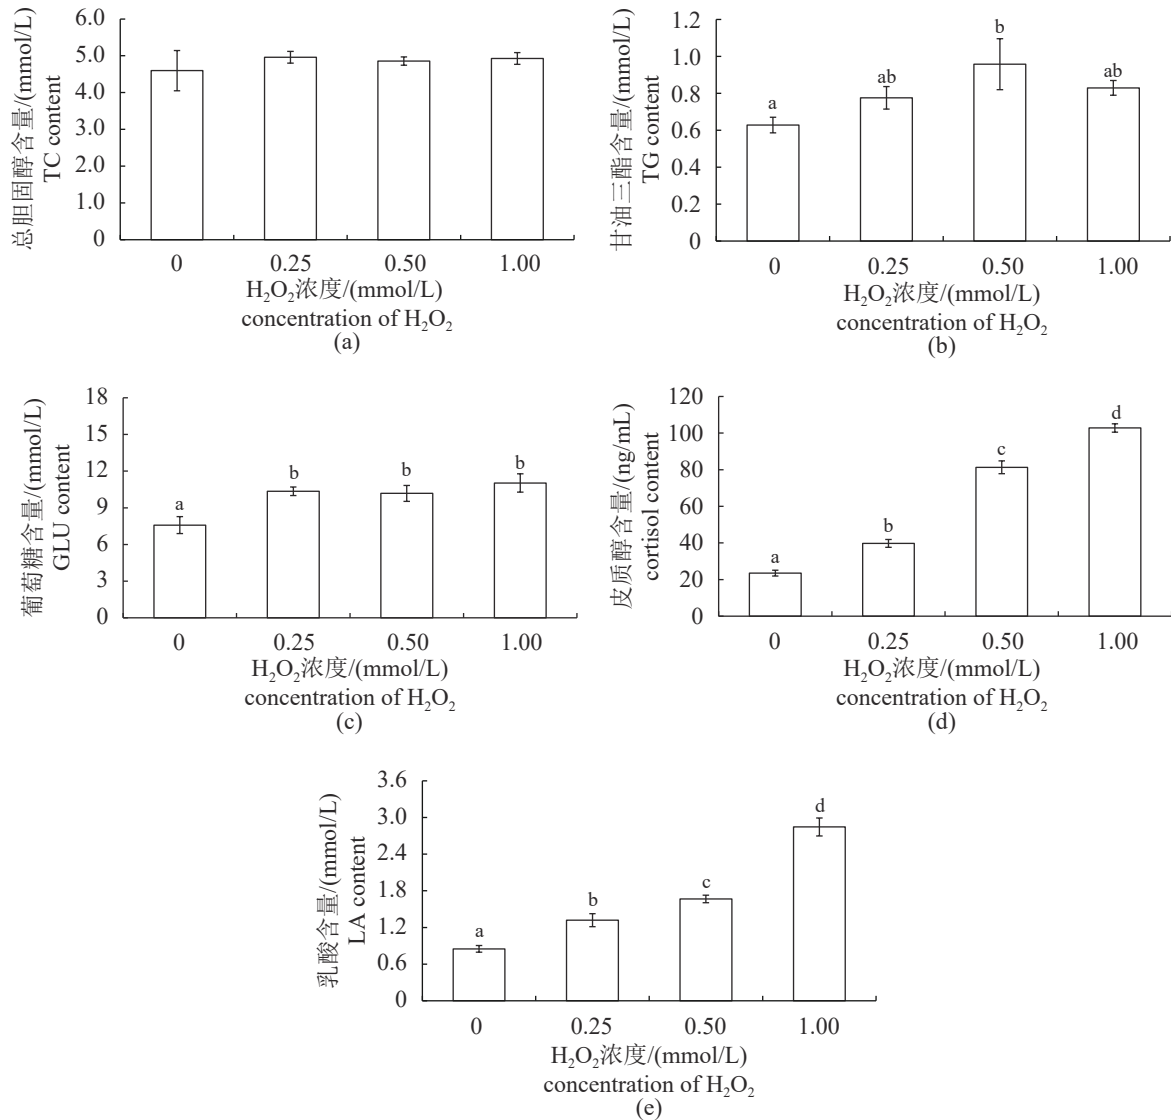 总胆固醇含量/(mmol/L)
TC content
6.0
5.0
4.0
3.0
2.0
1.0
0
0 0.25 0.50 1.00
H₂O₂浓度/(mmol/L)
concentration of H₂O₂
(a)
甘油三酯含量/(mmol/L)
TG content
1.2
1.0
0.8
0.6
0.4
0.2
0
a ab b ab
0 0.25 0.50 1.00
H₂O₂浓度/(mmol/L)
concentration of H₂O₂
(b)
葡萄糖含量/(mmol/L)
GLU content
18
15
12
9
6
3
0
a b b b
0 0.25 0.50 1.00
H₂O₂浓度/(mmol/L)
concentration of H₂O₂
(c)
皮质醇含量/(ng/mL)
cortisol content
120
100
80
60
40
20
0
a b c d
0 0.25 0.50 1.00
H₂O₂浓度/(mmol/L)
concentration of H₂O₂
(d)
乳酸含量/(mmol/L)
LA content
3.6
3.0
2.4
1.8
1.2
0.6
0
a b c d
0 0.25 0.50 1.00
H₂O₂浓度/(mmol/L)
concentration of H₂O₂
(e)